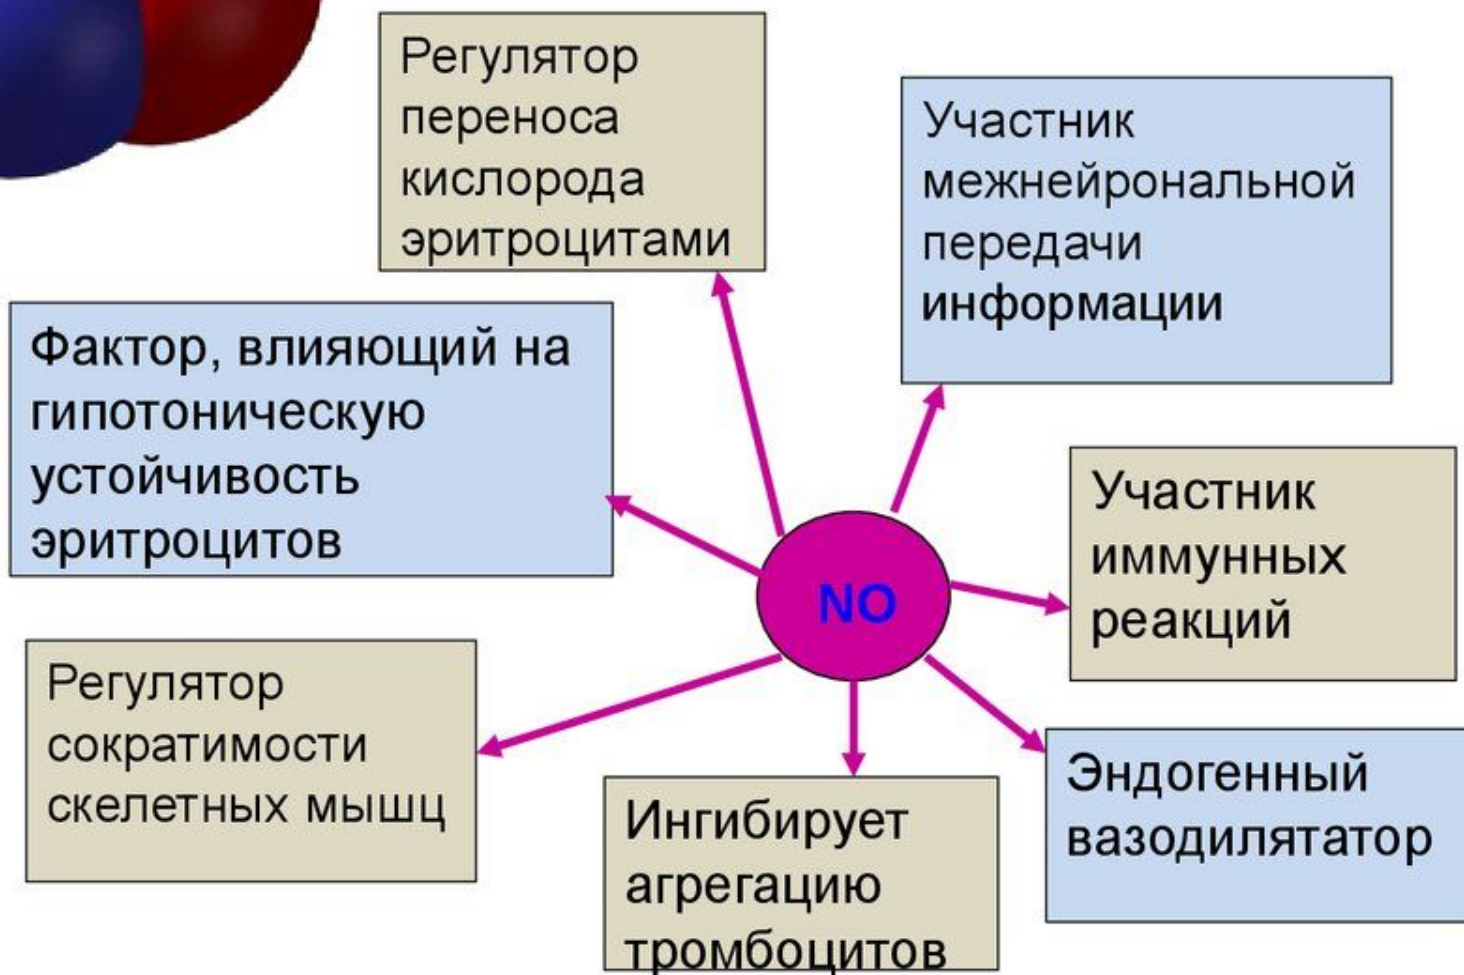 Регулятор
переноса
кислорода
эритроцитами
Участник
межнейрональной
передачи
информации
Фактор, влияющий на
гипотоническую
устойчивость
эритроцитов
Участник
иммунных
реакций
NO
Регулятор
сократимости
скелетных мышц
Эндогенный
вазодилятатор
Ингибирует
агрегацию
тромбоцитов